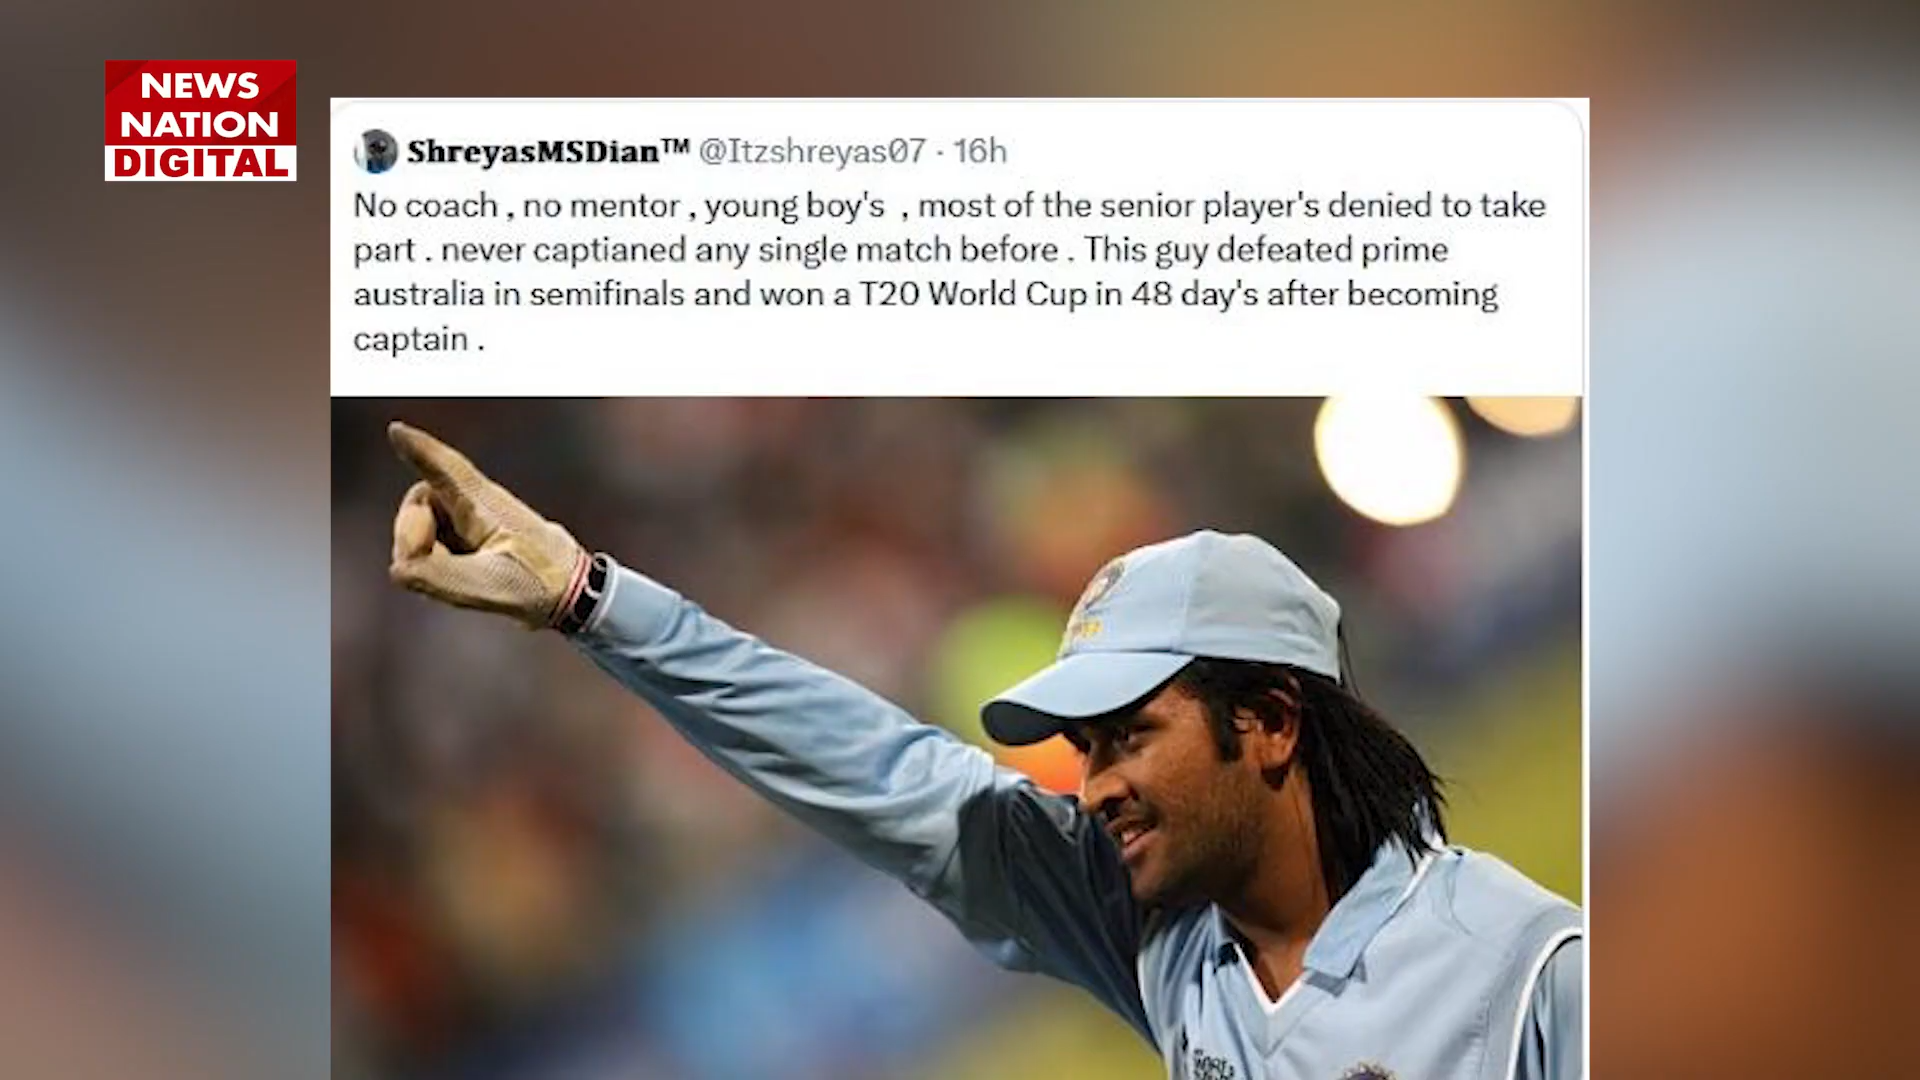 NEWS
NATION
DIGITAL
ShreyasMSDian™ @Itzshreyas07 · 16h
No coach , no mentor , young boy's , most of the senior player's denied to take
part . never captianed any single match before . This guy defeated prime
australia in semifinals and won a T20 World Cup in 48 day's after becoming
captain .